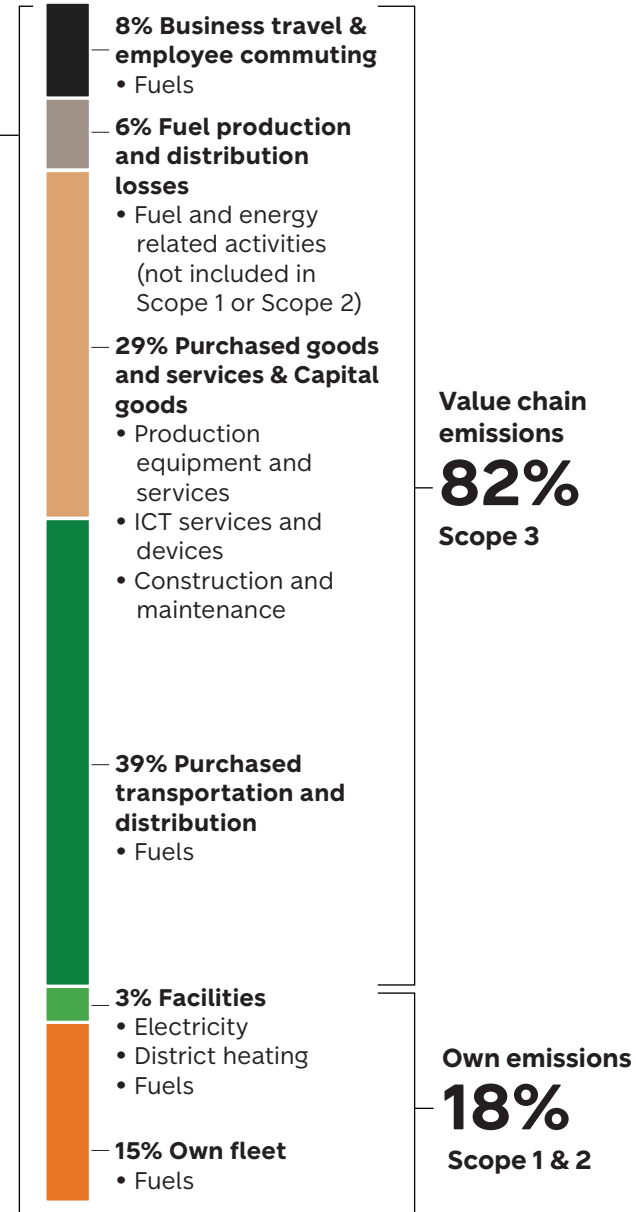 8% Business travel &
employee commuting
• Fuels
6% Fuel production
and distribution
losses
• Fuel and energy
related activities
(not included in
Scope 1 or Scope 2)
29% Purchased goods
and services & Capital
goods
• Production
equipment and
services
• ICT services and
devices
• Construction and
maintenance
39% Purchased
transportation and
distribution
• Fuels
Value chain
emissions
82%
Scope 3
3% Facilities
• Electricity
• District heating
• Fuels
15% Own fleet
• Fuels
Own emissions
18%
Scope 1 & 2